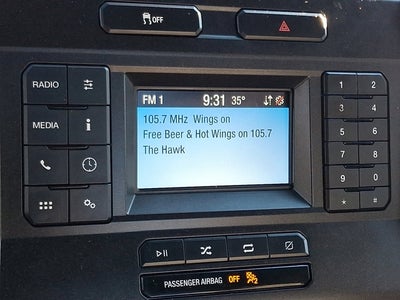 OFF
RADIO
MEDIA
i
FM 1 9:31 35°
105.7 MHz Wings on
Free Beer & Hot Wings on 105.7
The Hawk
1 2
3 4
5 6
7 8
9 0
* #
PASSENGER AIRBAG OFF 2